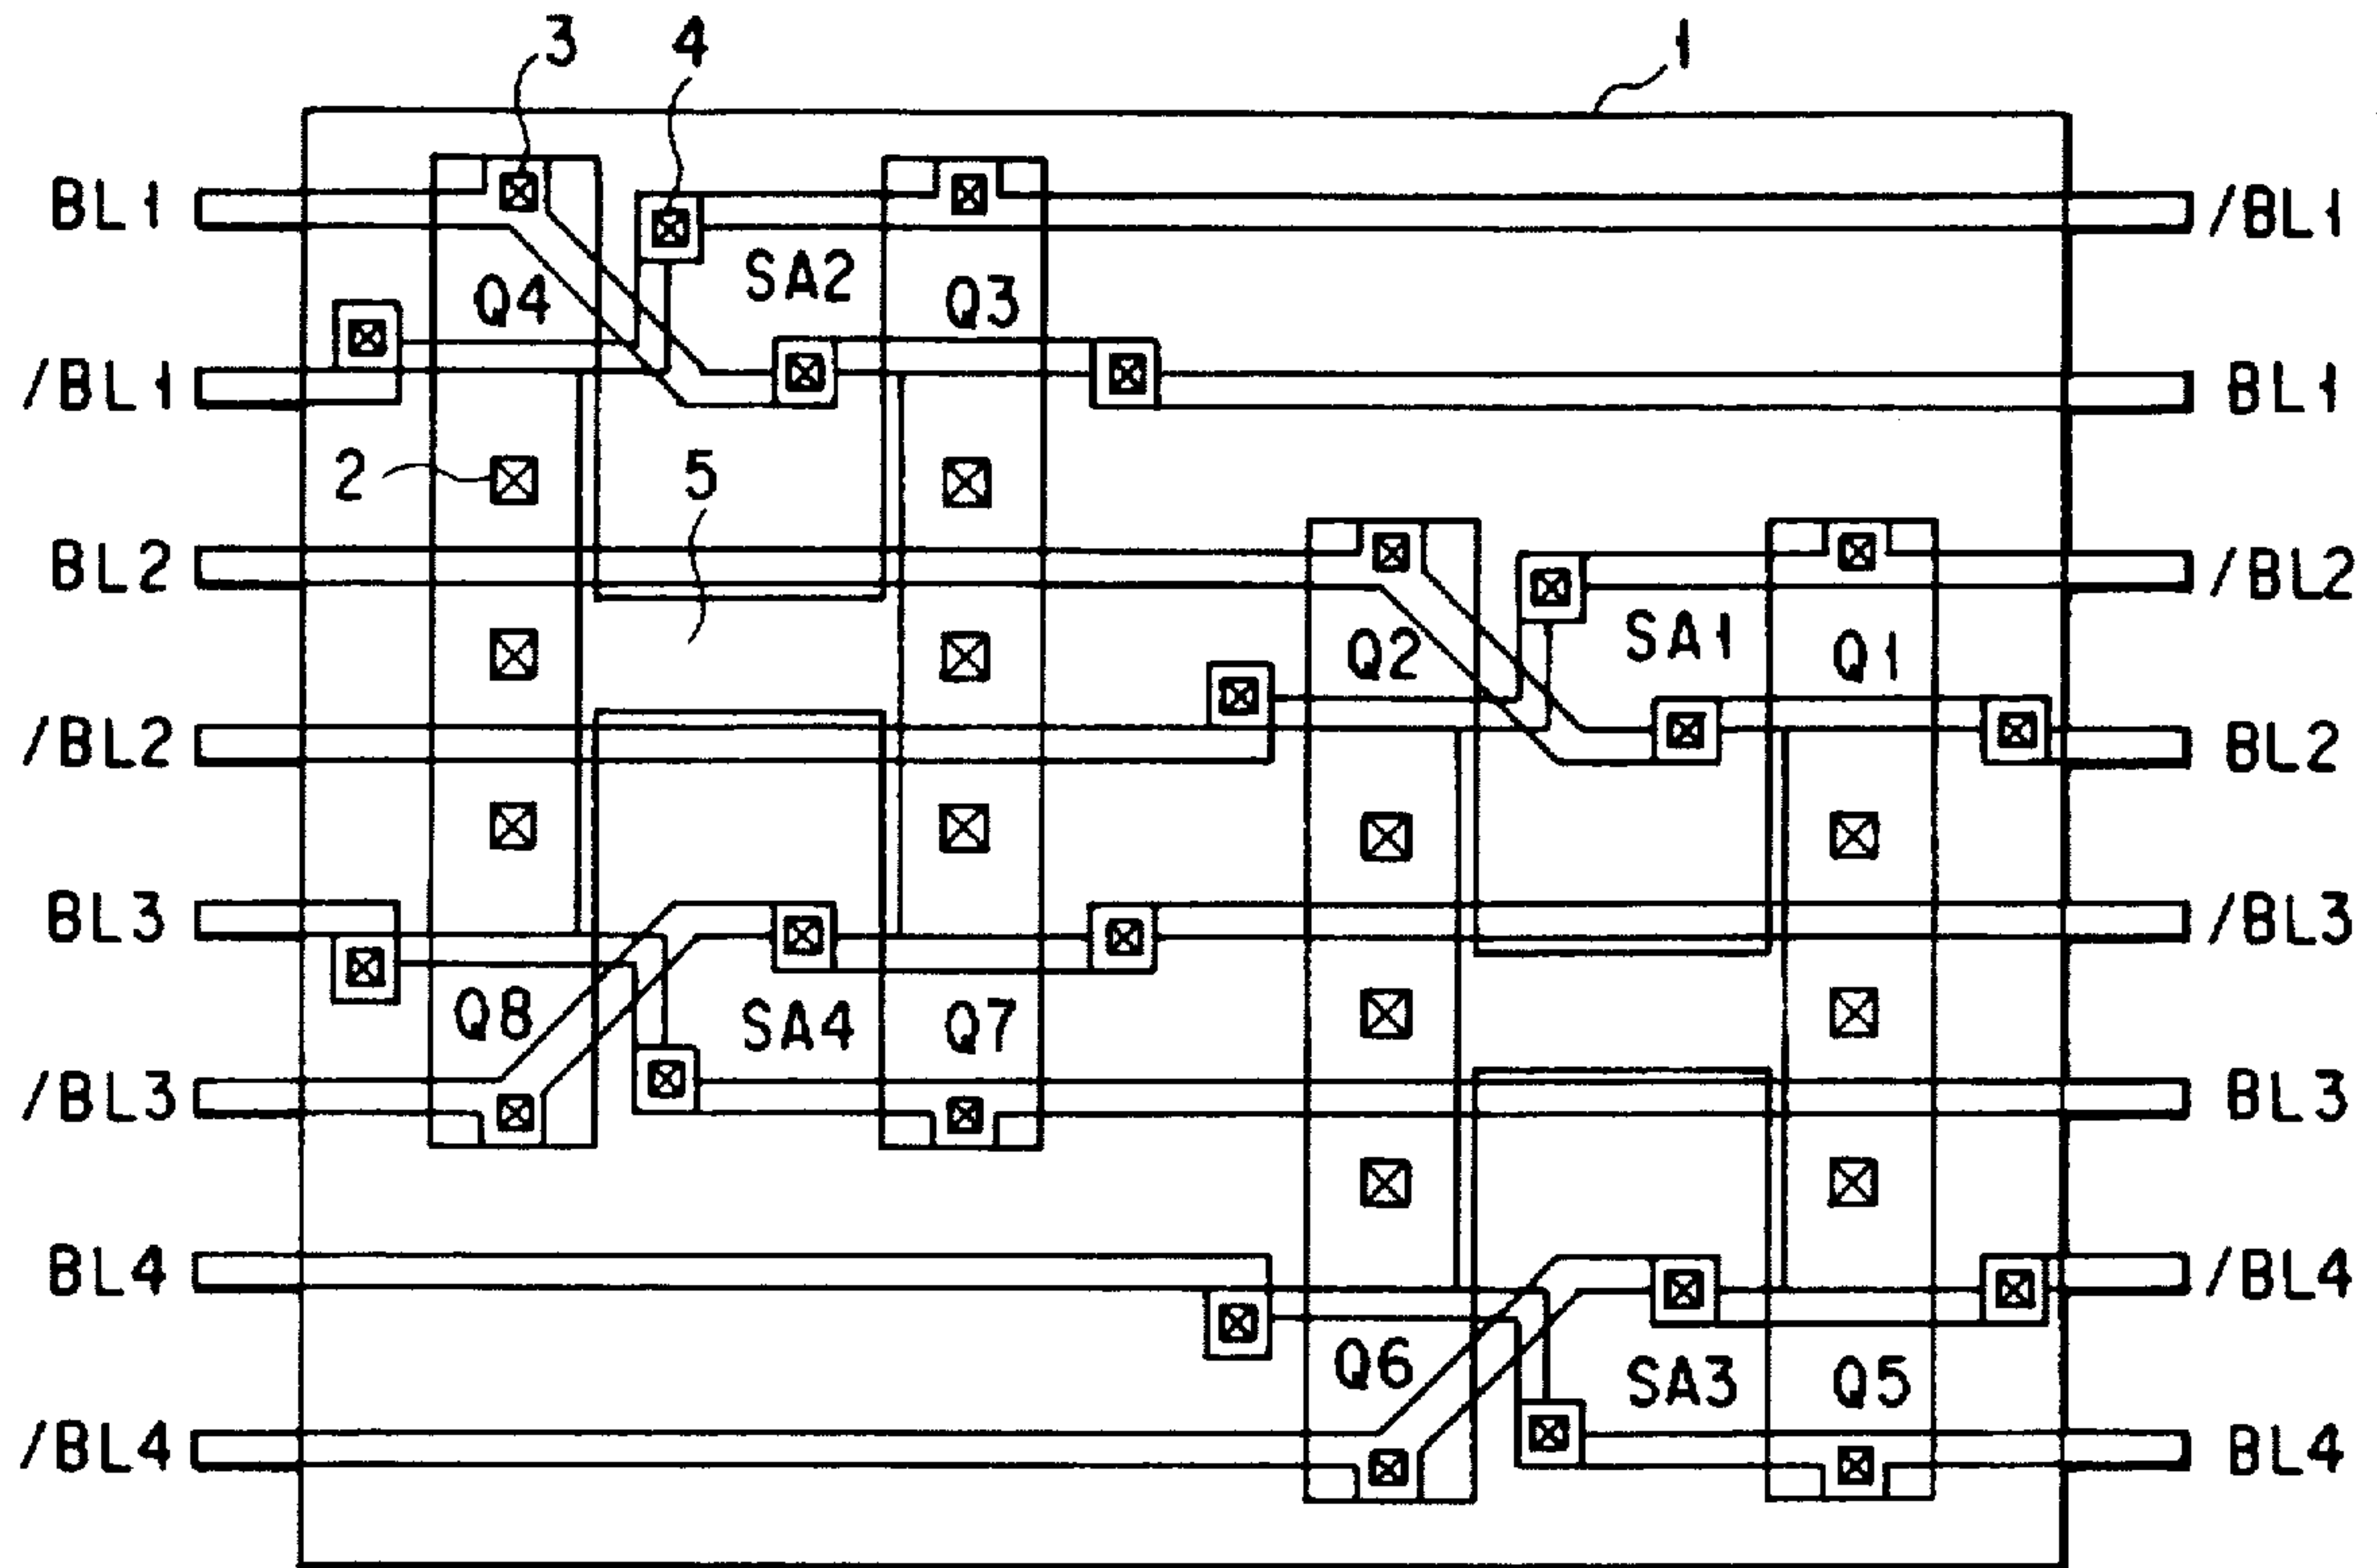 3 4 1
BL1 /BL1
Q4 SA2 Q3
/BL1 BL1
2 5
BL2 /BL2
Q2 SA1 Q1
/BL2 BL2
BL3 /BL3
Q8 SA4 Q7
/BL3 BL3
BL4 /BL4
Q6 SA3 Q5
/BL4 BL4